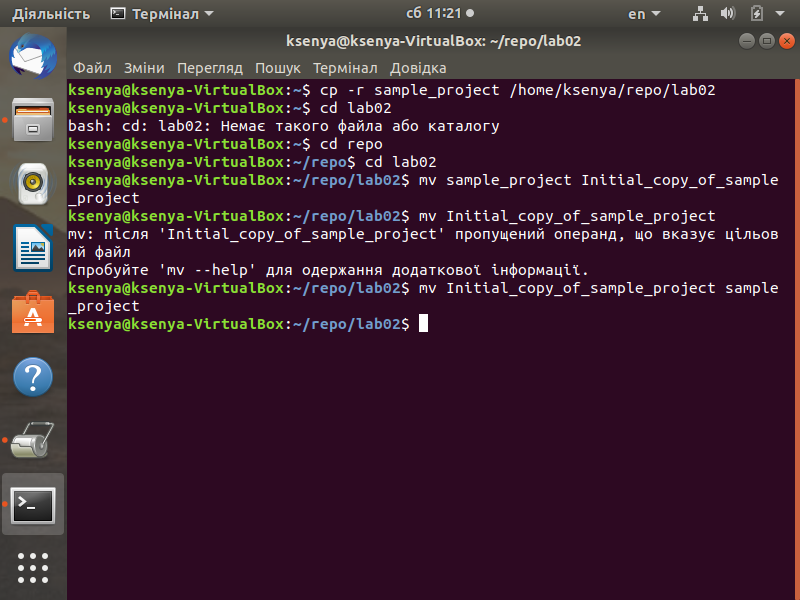 Діяльність Термінал сб 11:21 en
ksenya@ksenya-VirtualBox: ~/repo/lab02
Файл Зміни Перегляд Пошук Термінал Довідка
ksenya@ksenya-VirtualBox:~$ cp -r sample_project /home/ksenya/repo/lab02
ksenya@ksenya-VirtualBox:~$ cd lab02
bash: cd: lab02: Немає такого файла або каталогу
ksenya@ksenya-VirtualBox:~$ cd repo
ksenya@ksenya-VirtualBox:~/repo$ cd lab02
ksenya@ksenya-VirtualBox:~/repo/lab02$ mv sample_project Initial_copy_of_sample
_project
ksenya@ksenya-VirtualBox:~/repo/lab02$ mv Initial_copy_of_sample_project
mv: після 'Initial_copy_of_sample_project' пропущений операнд, що вказує цільов
ий файл
Спробуйте 'mv --help' для одержання додаткової інформації.
ksenya@ksenya-VirtualBox:~/repo/lab02$ mv Initial_copy_of_sample_project sample
_project
ksenya@ksenya-VirtualBox:~/repo/lab02$